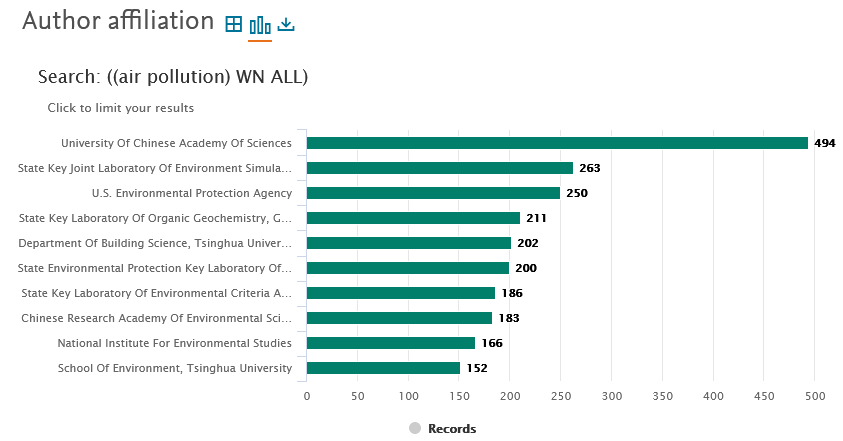 Author affiliation
Search: ((air pollution) WN ALL)
Click to limit your results
University Of Chinese Academy Of Sciences 494
State Key Joint Laboratory Of Environment Simula... 263
U.S. Environmental Protection Agency 250
State Key Laboratory Of Organic Geochemistry, G... 211
Department Of Building Science, Tsinghua Univer... 202
State Environmental Protection Key Laboratory Of... 200
State Key Laboratory Of Environmental Criteria A... 186
Chinese Research Academy Of Environmental Sci... 183
National Institute For Environmental Studies 166
School Of Environment, Tsinghua University 152
0 50 100 150 200 250 300 350 400 450 500
Records